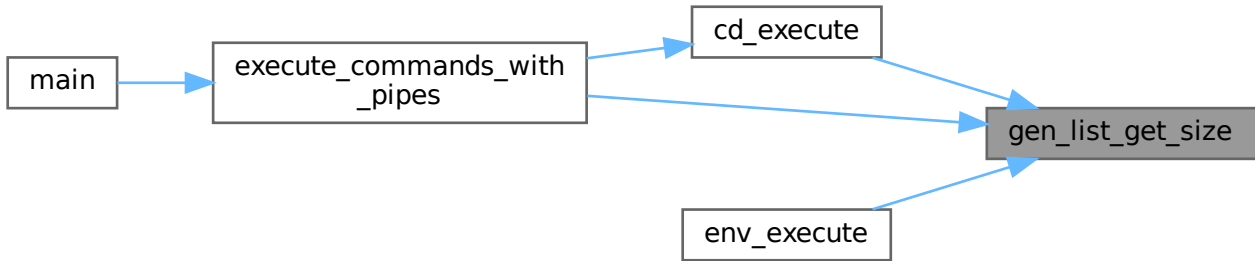 main
execute_commands_with
_pipes
cd_execute
env_execute
gen_list_get_size